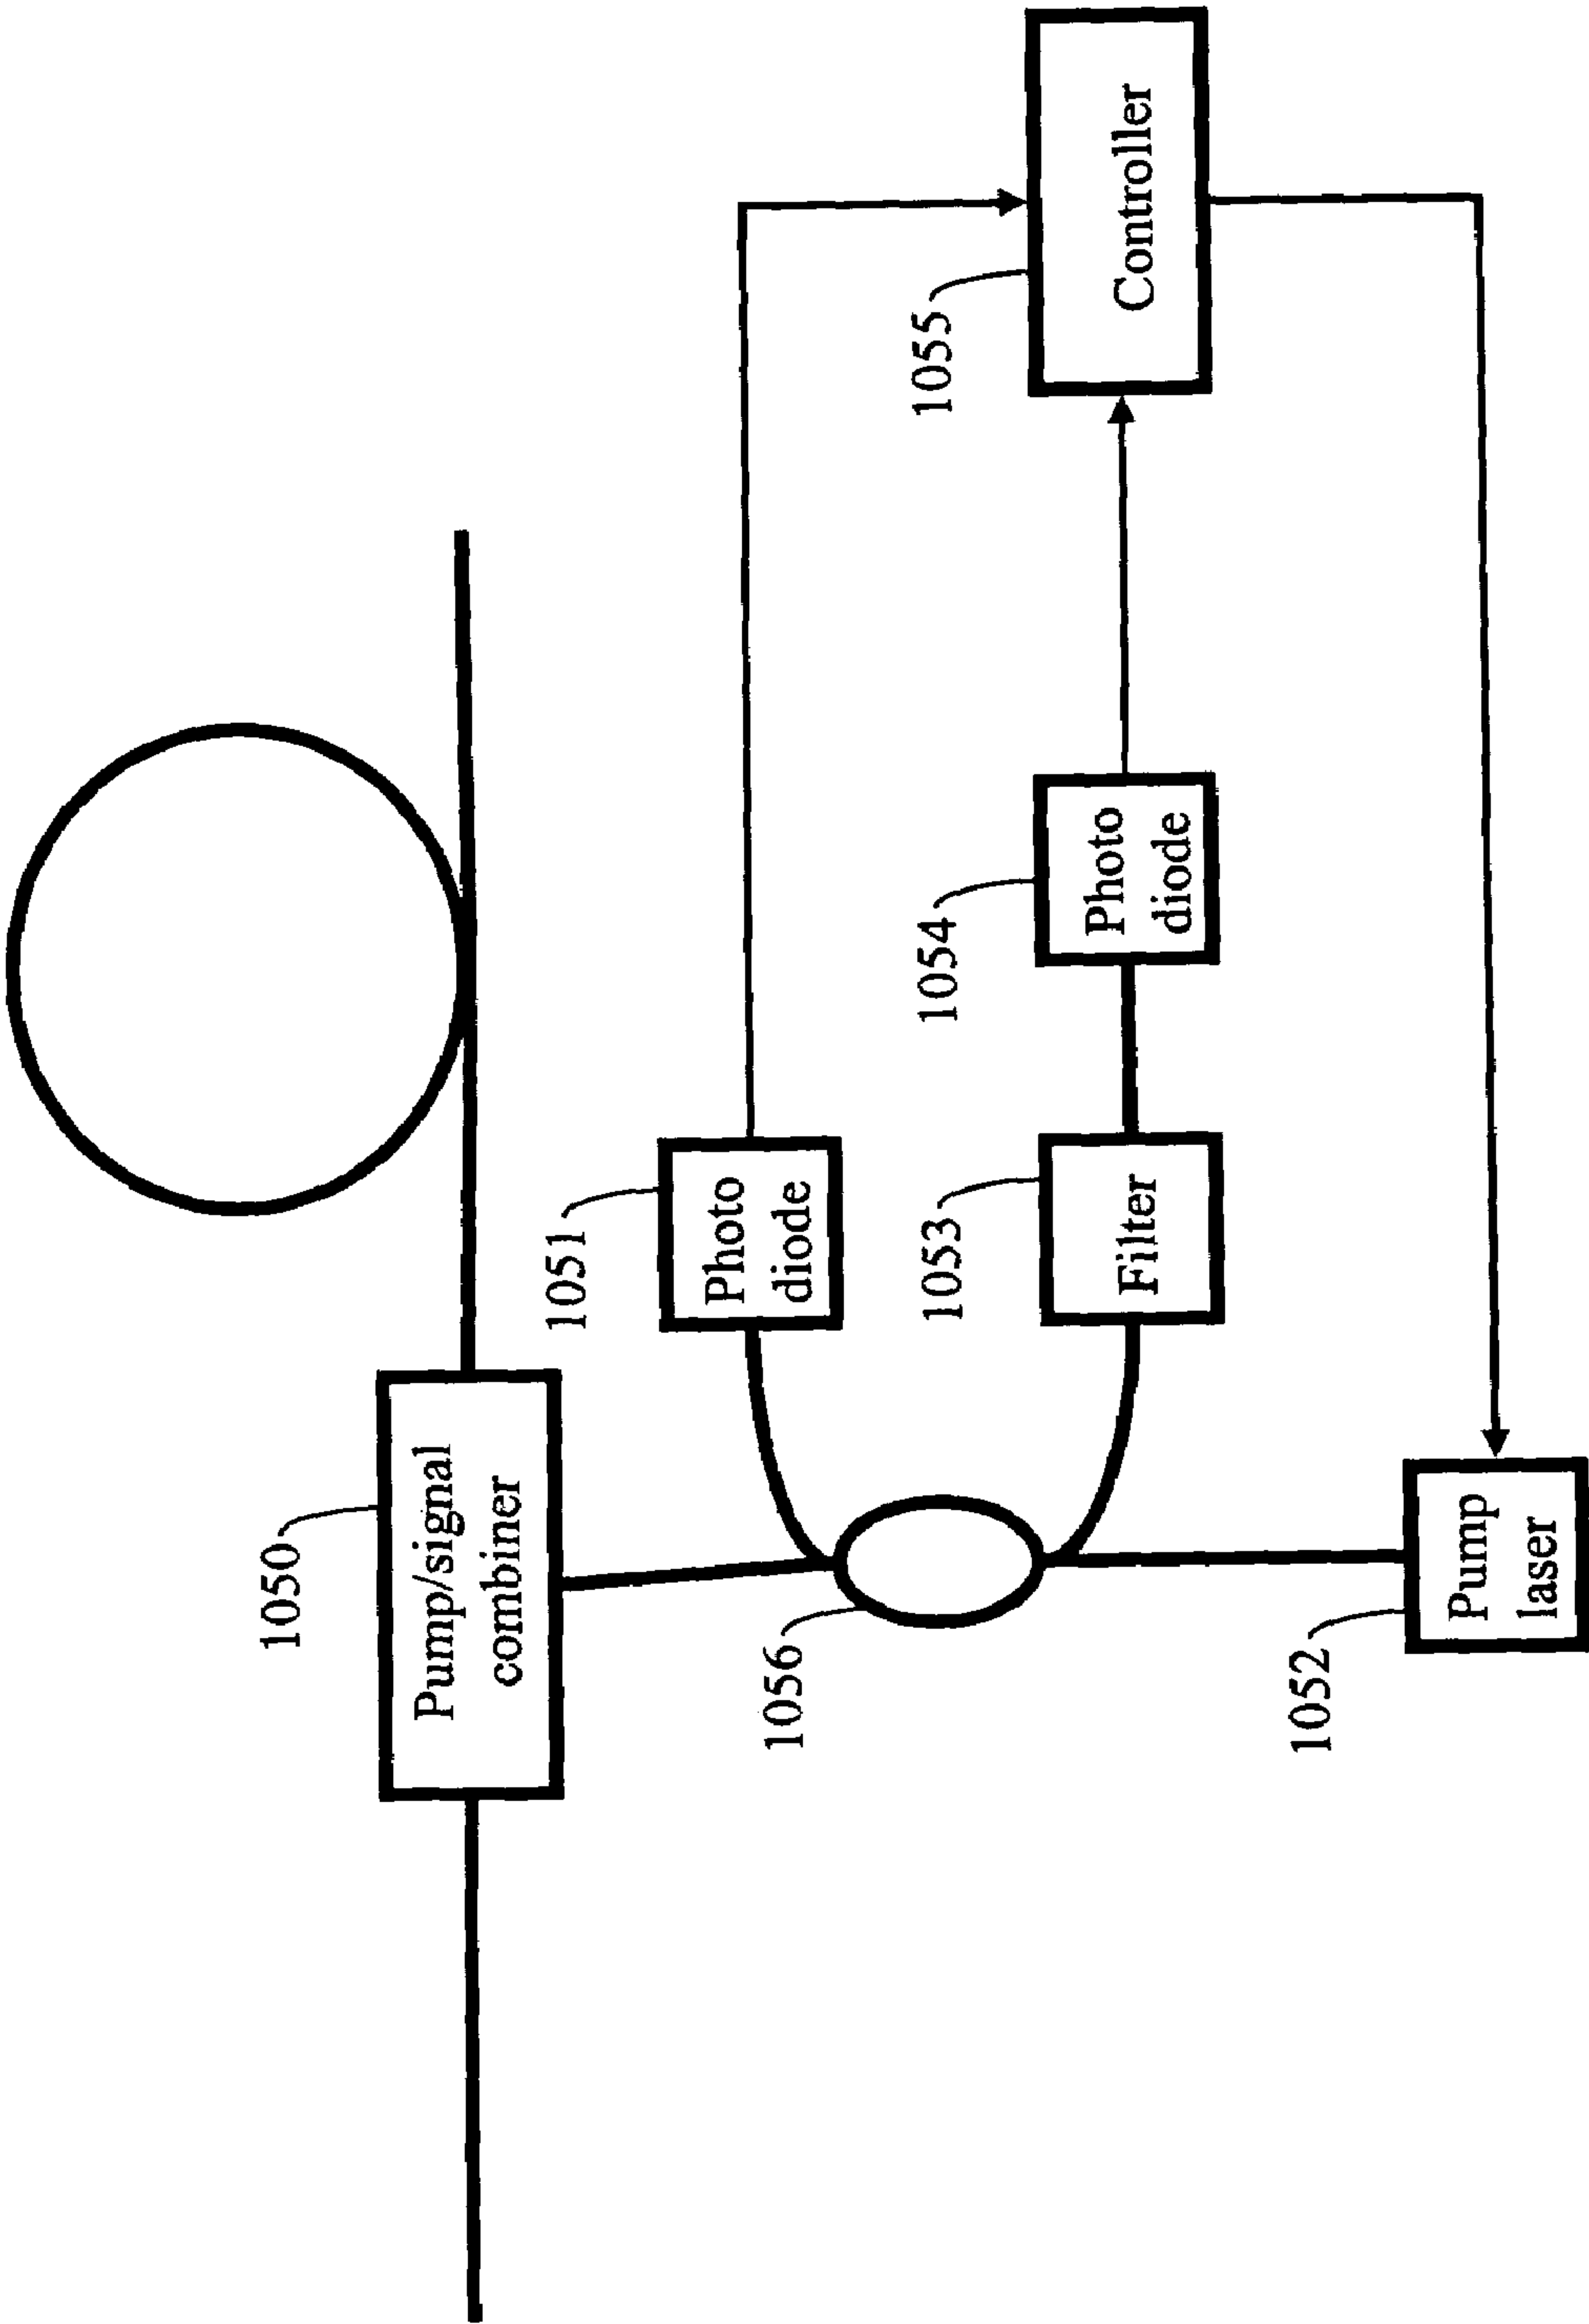 1050
Pump/signal
combiner
1056
1051
Photo
diode
1055
Controller
1053
Filter
1054
Photo
diode
1052
Pump
laser